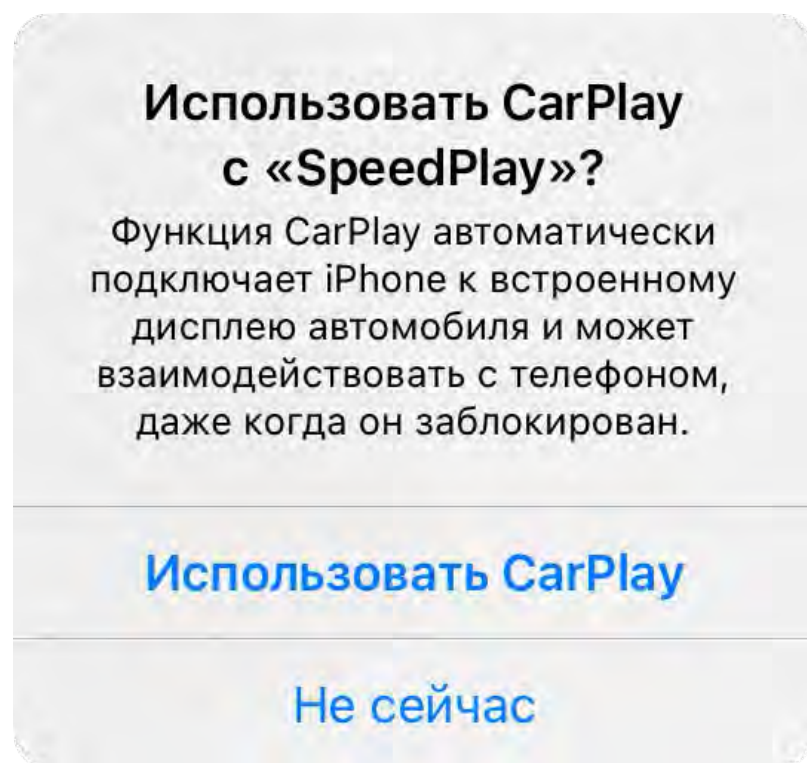 Использовать CarPlay
с «SpeedPlay»?
Функция CarPlay автоматически
подключает iPhone к встроенному
дисплею автомобиля и может
взаимодействовать с телефоном,
даже когда он заблокирован.
Использовать CarPlay
Не сейчас